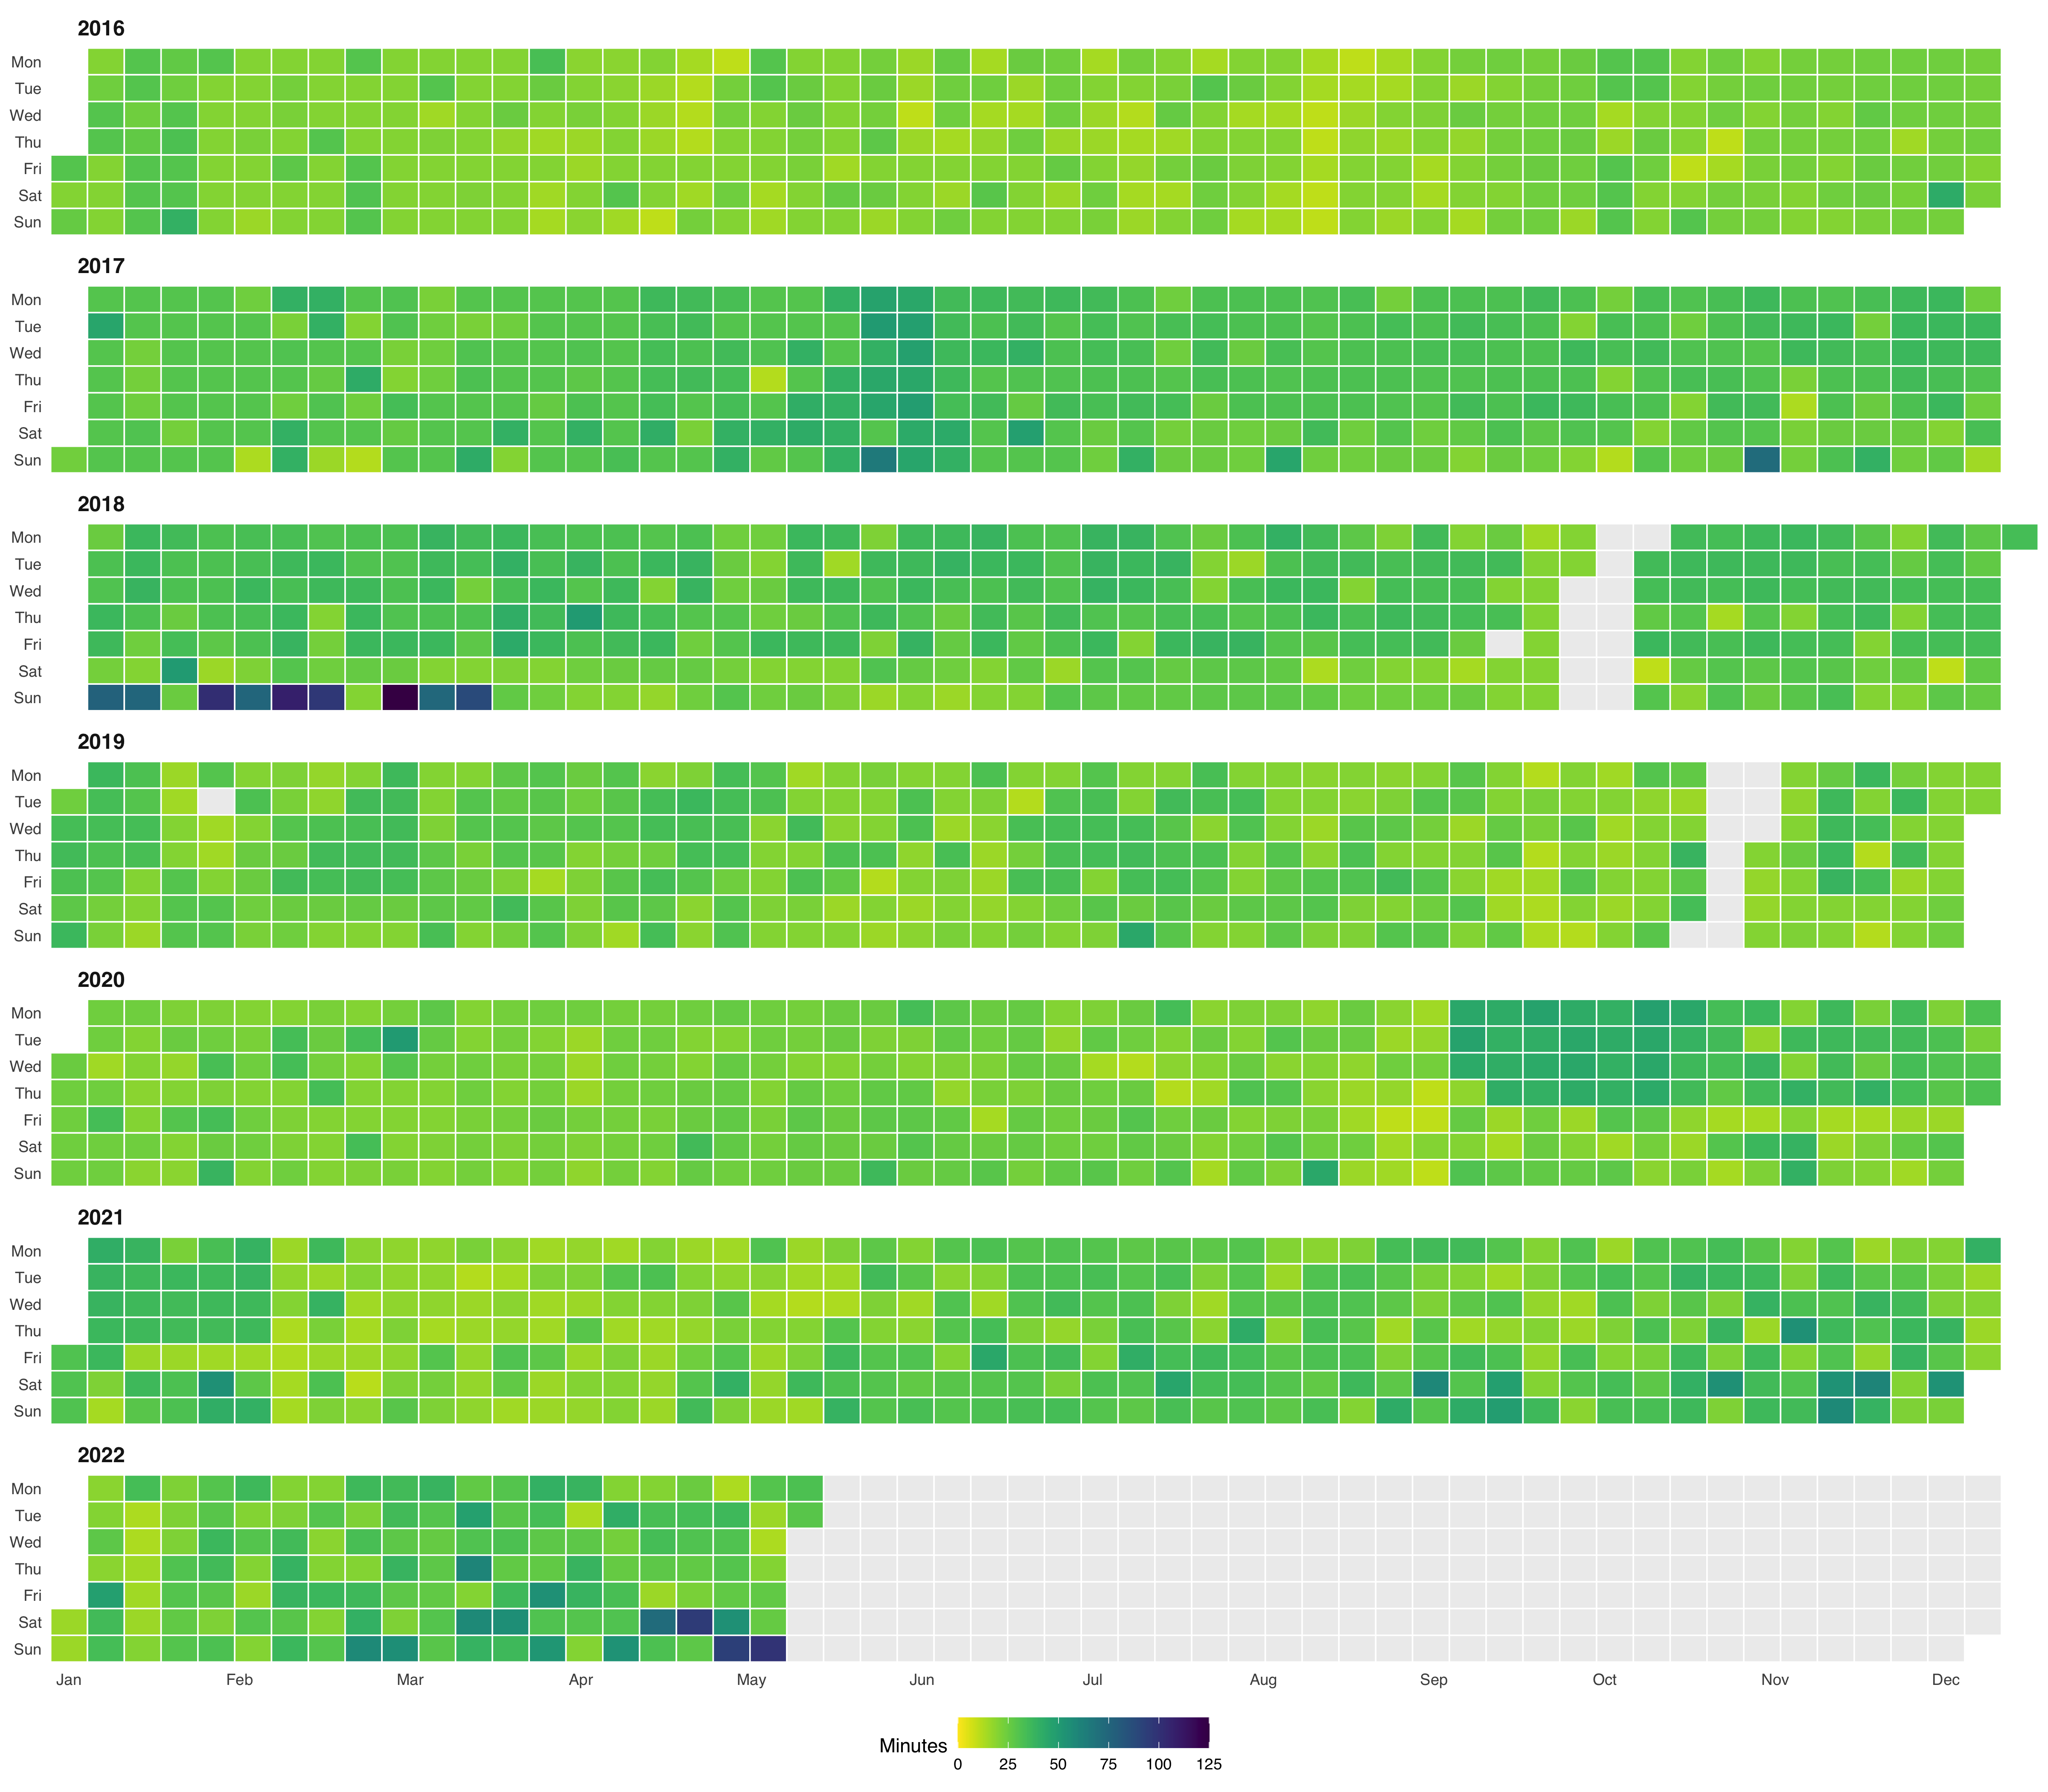 2016
Mon
Tue
Wed
Thu
Fri
Sat
Sun
2017
Mon
Tue
Wed
Thu
Fri
Sat
Sun
2018
Mon
Tue
Wed
Thu
Fri
Sat
Sun
2019
Mon
Tue
Wed
Thu
Fri
Sat
Sun
2020
Mon
Tue
Wed
Thu
Fri
Sat
Sun
2021
Mon
Tue
Wed
Thu
Fri
Sat
Sun
2022
Mon
Tue
Wed
Thu
Fri
Sat
Sun
Jan Feb Mar Apr May Jun Jul Aug Sep Oct Nov Dec
Minutes
0 25 50 75 100 125